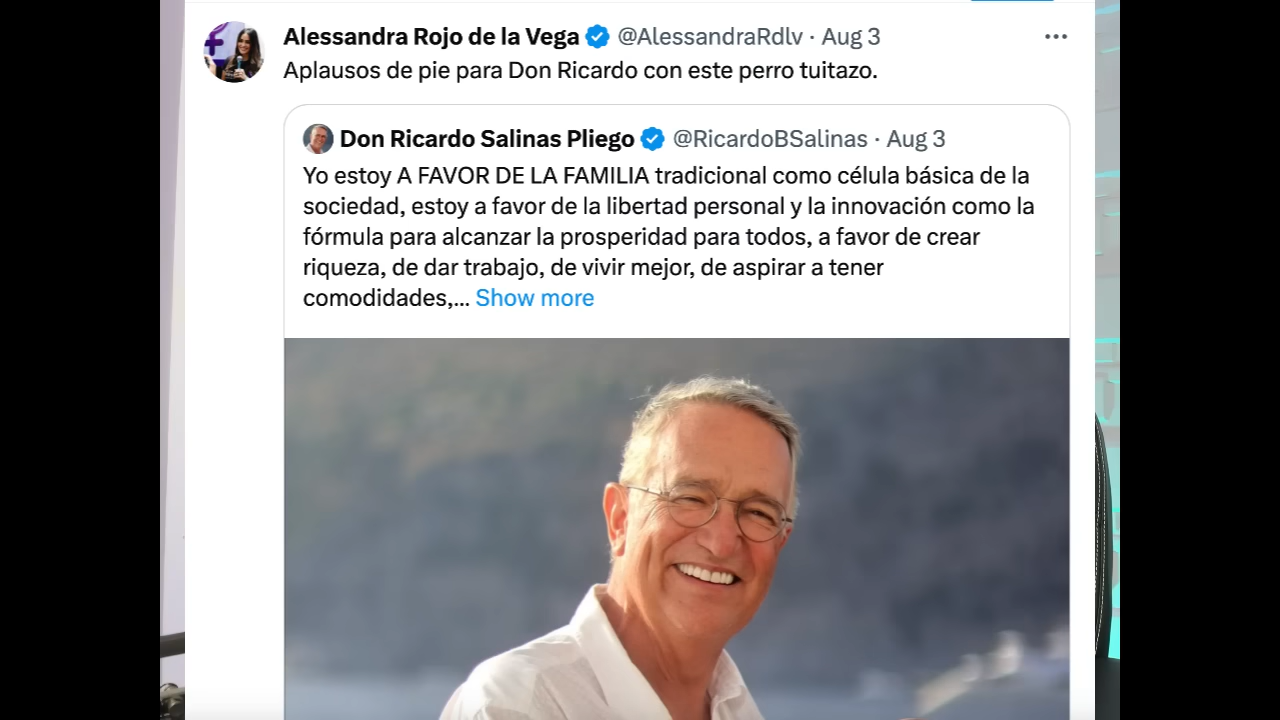 Alessandra Rojo de la Vega @AlessandraRdlv · Aug 3
Aplausos de pie para Don Ricardo con este perro tuitazo.
Don Ricardo Salinas Pliego @RicardoBSalinas · Aug 3
Yo estoy A FAVOR DE LA FAMILIA tradicional como célula básica de la
sociedad, estoy a favor de la libertad personal y la innovación como la
fórmula para alcanzar la prosperidad para todos, a favor de crear
riqueza, de dar trabajo, de vivir mejor, de aspirar a tener
comodidades,... Show more